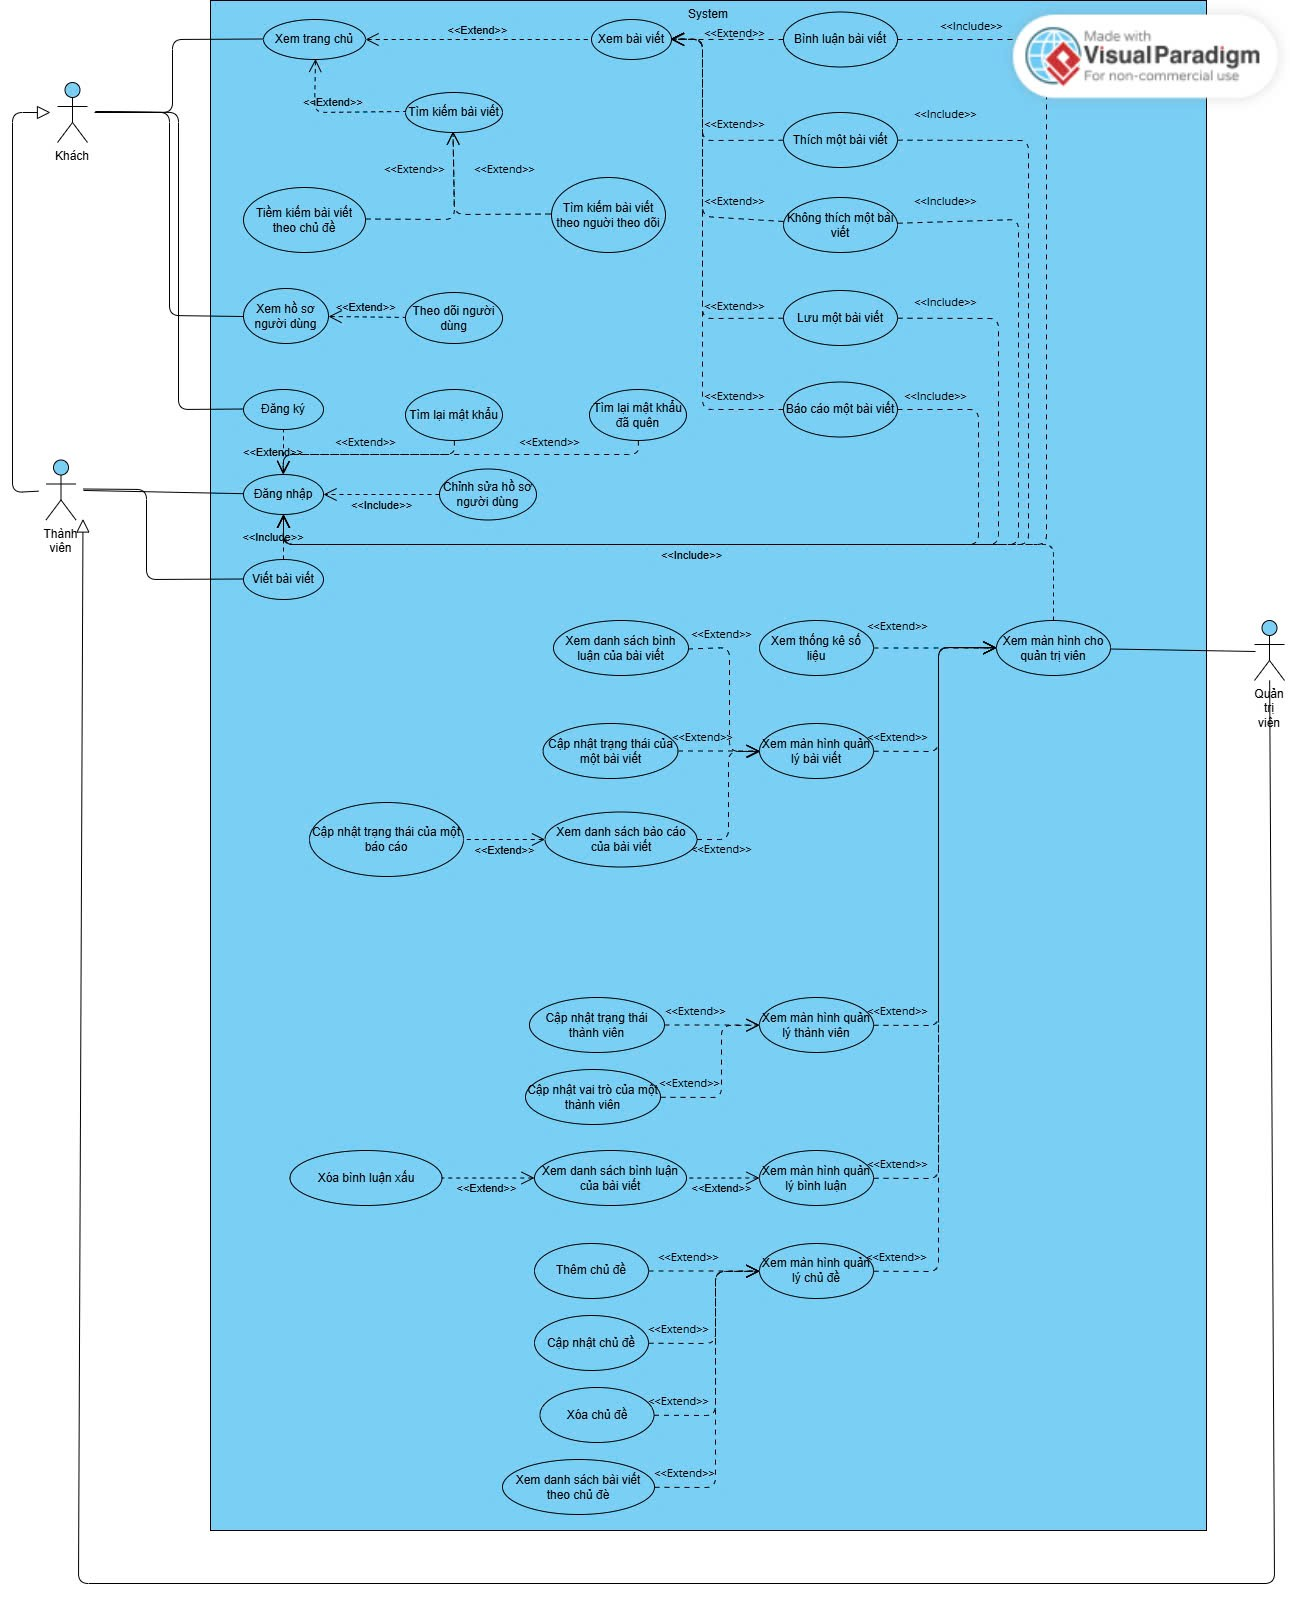 System
Xem trang chủ
<<Extend>>
Xem bài viết
<<Extend>>
Bình luận bài viết
<<Include>>
Made with
VisualParadigm
For non-commercial use
<<Extend>>
Tìm kiếm bài viết
<<Extend>>
Thích một bài viết
<<Include>>
Khách
<<Extend>>
<<Extend>>
Tiềm kiếm bài viết
theo chủ đề
Tìm kiếm bài viết
theo người theo dõi
<<Extend>>
Không thích một bài
viết
<<Include>>
Xem hồ sơ
người dùng
<<Extend>>
Theo dõi người
dùng
<<Extend>>
Lưu một bài viết
<<Include>>
Đăng ký
Tìm lại mật khẩu
Tìm lại mật khẩu
đã quên
<<Extend>>
Báo cáo một bài viết
<<Include>>
<<Extend>>
<<Extend>>
<<Extend>>
Đăng nhập
Chỉnh sửa hồ sơ
người dùng
<<Include>>
Thành
viên
<<Include>>
<<Include>>
Viết bài viết
Xem danh sách bình
luận của bài viết
<<Extend>>
Xem thống kê số
liệu
<<Extend>>
Xem màn hình cho
quản trị viên
Quản
trị
viên
Cập nhật trạng thái của
một bài viết
<<Extend>>
Xem màn hình quản
lý bài viết
<<Extend>>
Cập nhật trạng thái của một
báo cáo
<<Extend>>
Xem danh sách báo cáo
của bài viết
<<Extend>>
Cập nhật trạng thái
thành viên
<<Extend>>
Xem màn hình quản
lý thành viên
<<Extend>>
Cập nhật vai trò của một
thành viên
<<Extend>>
Xóa bình luận xấu
<<Extend>>
Xem danh sách bình luận
của bài viết
<<Extend>>
Xem màn hình quản
lý bình luận
<<Extend>>
Thêm chủ đề
<<Extend>>
Xem màn hình quản
lý chủ đề
<<Extend>>
Cập nhật chủ đề
<<Extend>>
Xóa chủ đề
<<Extend>>
Xem danh sách bài viết
theo chủ đè
<<Extend>>